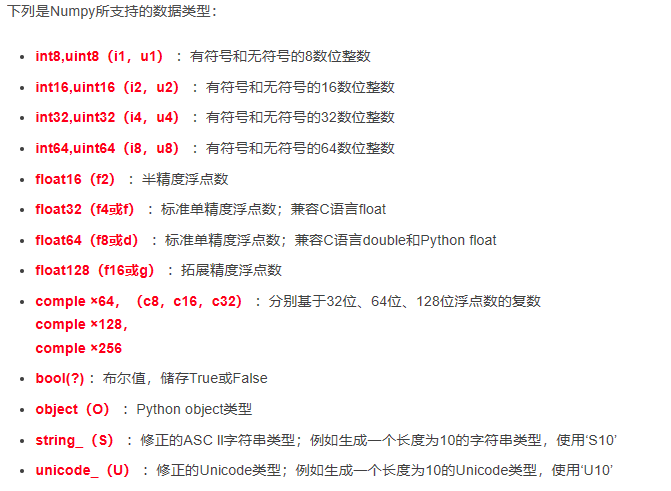 下列是Numpy所支持的数据类型：
int8,uint8（i1，u1）：有符号和无符号的8数位整数
int16,uint16（i2，u2）：有符号和无符号的16数位整数
int32,uint32（i4，u4）：有符号和无符号的32数位整数
int64,uint64（i8，u8）：有符号和无符号的64数位整数
float16（f2）：半精度浮点数
float32（f4或f）：标准单精度浮点数；兼容C语言float
float64（f8或d）：标准单精度浮点数；兼容C语言double和Python float
float128（f16或g）：拓展精度浮点数
comple ×64，（c8，c16，c32）：分别基于32位、64位、128位浮点数的复数
comple ×128，
comple ×256
bool(?)：布尔值，储存True或False
object（O）：Python object类型
string_（S）：修正的ASC II字符串类型；例如生成一个长度为10的字符串类型，使用‘S10’
unicode_（U）：修正的Unicode类型；例如生成一个长度为10的Unicode类型，使用‘U10’